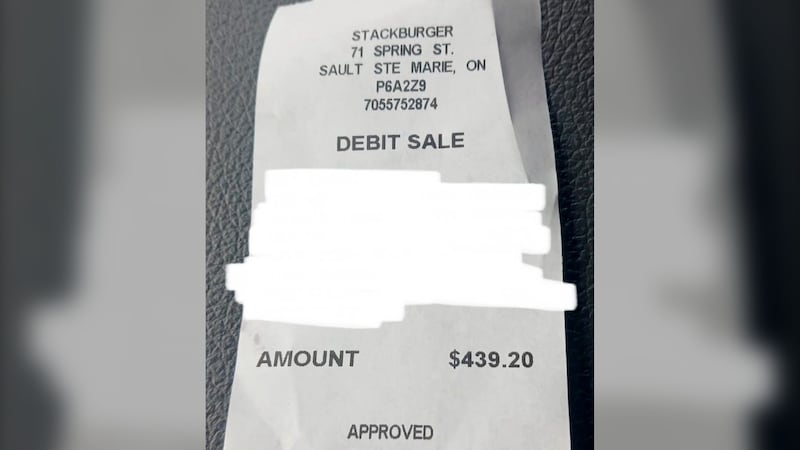 STACKBURGER
71 SPRING ST.
SAULT STE MARIE, ON
P6A2Z9
7055752874
DEBIT SALE
AMOUNT $439.20
APPROVED